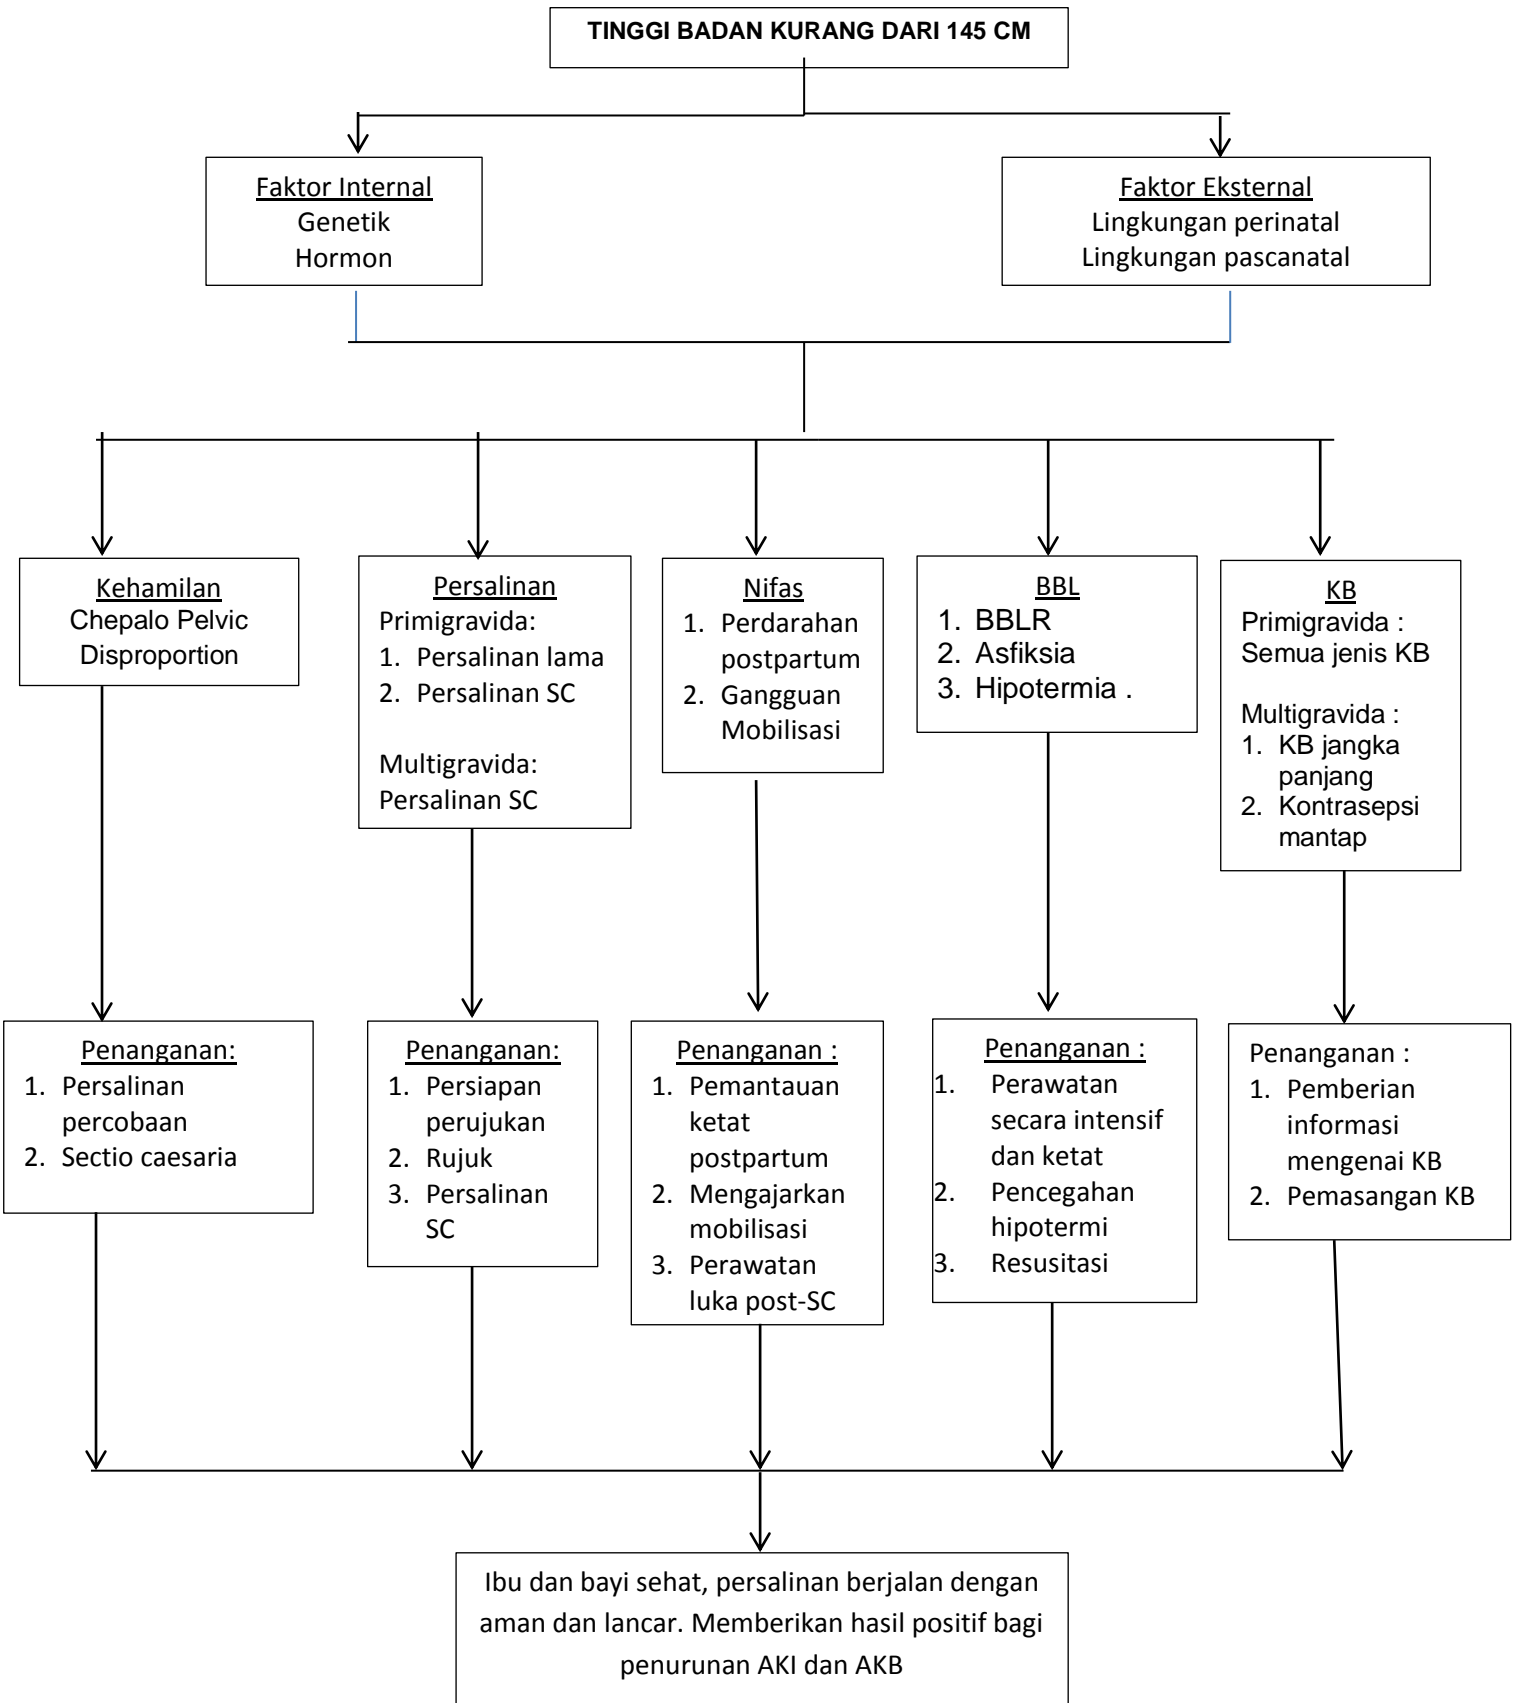 TINGGI BADAN KURANG DARI 145 CM
Faktor Internal
Genetik
Hormon
Faktor Eksternal
Lingkungan perinatal
Lingkungan pascanatal
Kehamilan
Chepalo Pelvic
Disproportion
Persalinan
Primigravida:
1. Persalinan lama
2. Persalinan SC
Multigravida:
Persalinan SC
Nifas
1. Perdarahan
postpartum
2. Gangguan
Mobilisasi
BBL
1. BBLR
2. Asfiksia
3. Hipotermia .
KB
Primigravida :
Semua jenis KB
Multigravida :
1. KB jangka
panjang
2. Kontrasepsi
mantap
Penanganan:
1. Persalinan
percobaan
2. Sectio caesaria
Penanganan:
1. Persiapan
perujukan
2. Rujuk
3. Persalinan
SC
Penanganan :
1. Pemantauan
ketat
postpartum
2. Mengajarkan
mobilisasi
3. Perawatan
luka post-SC
Penanganan :
1. Perawatan
secara intensif
dan ketat
2. Pencegahan
hipotermi
3. Resusitasi
Penanganan :
1. Pemberian
informasi
mengenai KB
2. Pemasangan KB
Ibu dan bayi sehat, persalinan berjalan dengan
aman dan lancar. Memberikan hasil positif bagi
penurunan AKI dan AKB